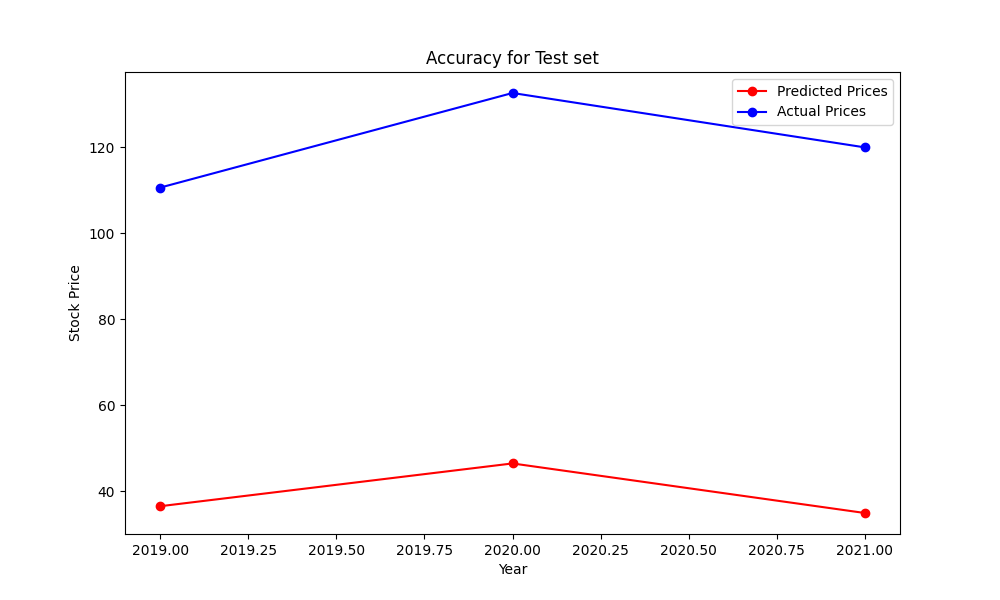 Accuracy for Test set
Predicted Prices
Actual Prices
120
100
80
60
40
Stock Price
2019.00 2019.25 2019.50 2019.75 2020.00 2020.25 2020.50 2020.75 2021.00
Year